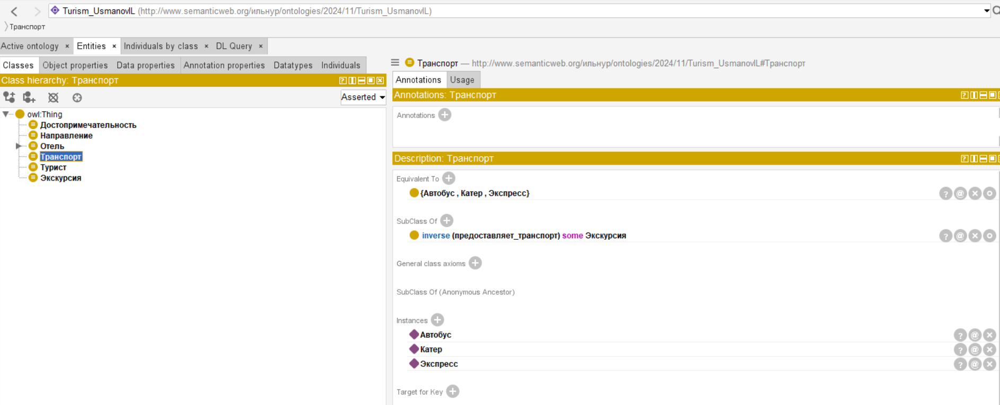 Turism_UsmanovIL (http://www.semanticweb.org/ильнур/ontologies/2024/11/Turism_UsmanovIL)
Транспорт
Active ontology × Entities × Individuals by class × DL Query ×
Classes Object properties Data properties Annotation properties Datatypes Individuals
Class hierarchy: Транспорт
Asserted
owl:Thing
Достопримечательность
Направление
Отель
Транспорт
Турист
Экскурсия
Транспорт — http://www.semanticweb.org/ильнур/ontologies/2024/11/Turism_UsmanovIL#Транспорт
Annotations Usage
Annotations: Транспорт
Annotations
Description: Транспорт
Equivalent To
{Автобус , Катер , Экспресс}
SubClass Of
inverse (предоставляет_транспорт) some Экскурсия
General class axioms
SubClass Of (Anonymous Ancestor)
Instances
Автобус
Катер
Экспресс
Target for Key